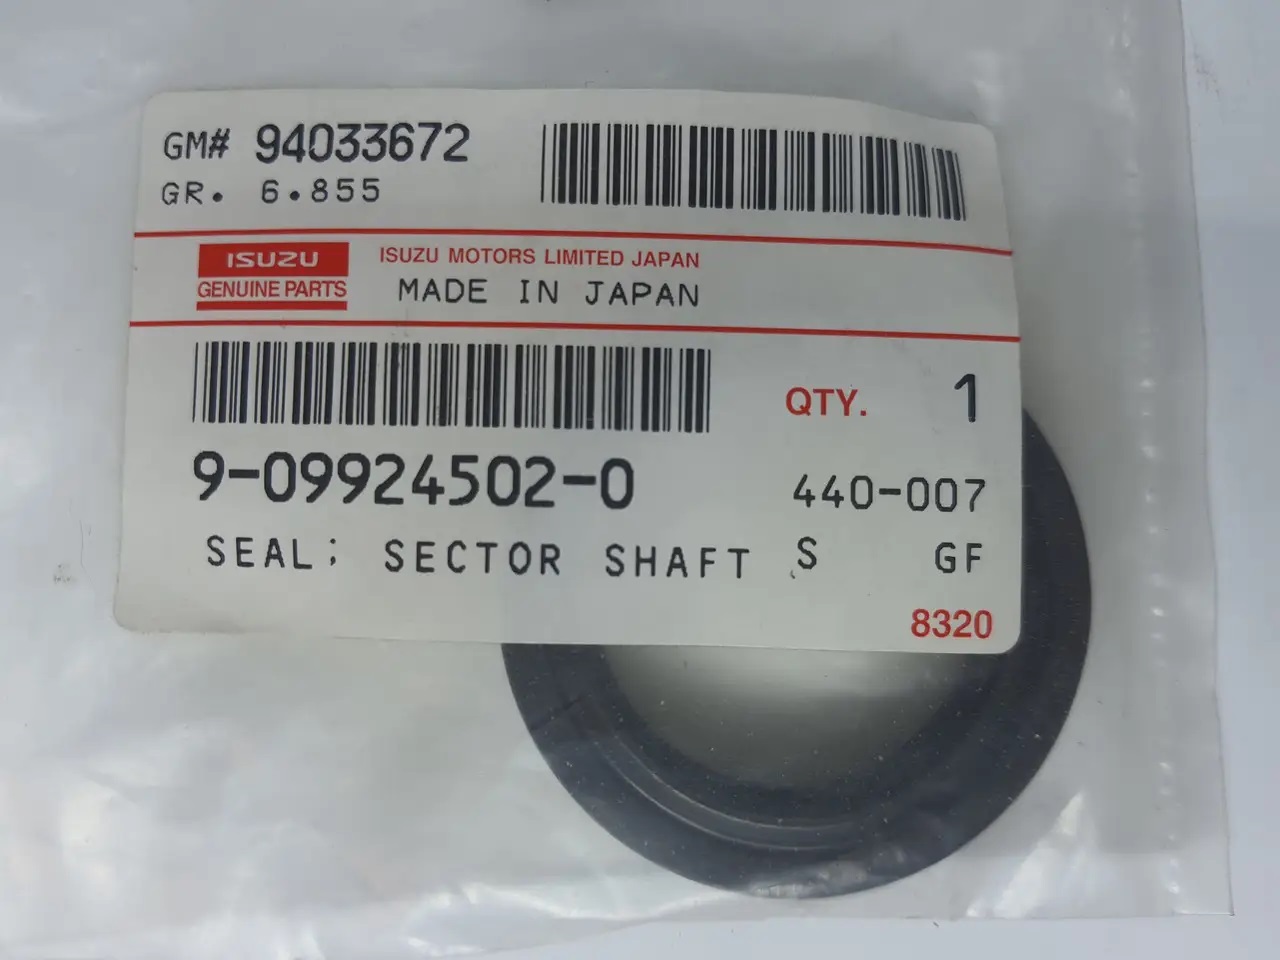 GM# 94033672
GR. 6.855
ISUZU
GENUINE PARTS
ISUZU MOTORS LIMITED JAPAN
MADE IN JAPAN
QTY. 1
9-09924502-0
440-007
SEAL; SECTOR SHAFT S GF
8320